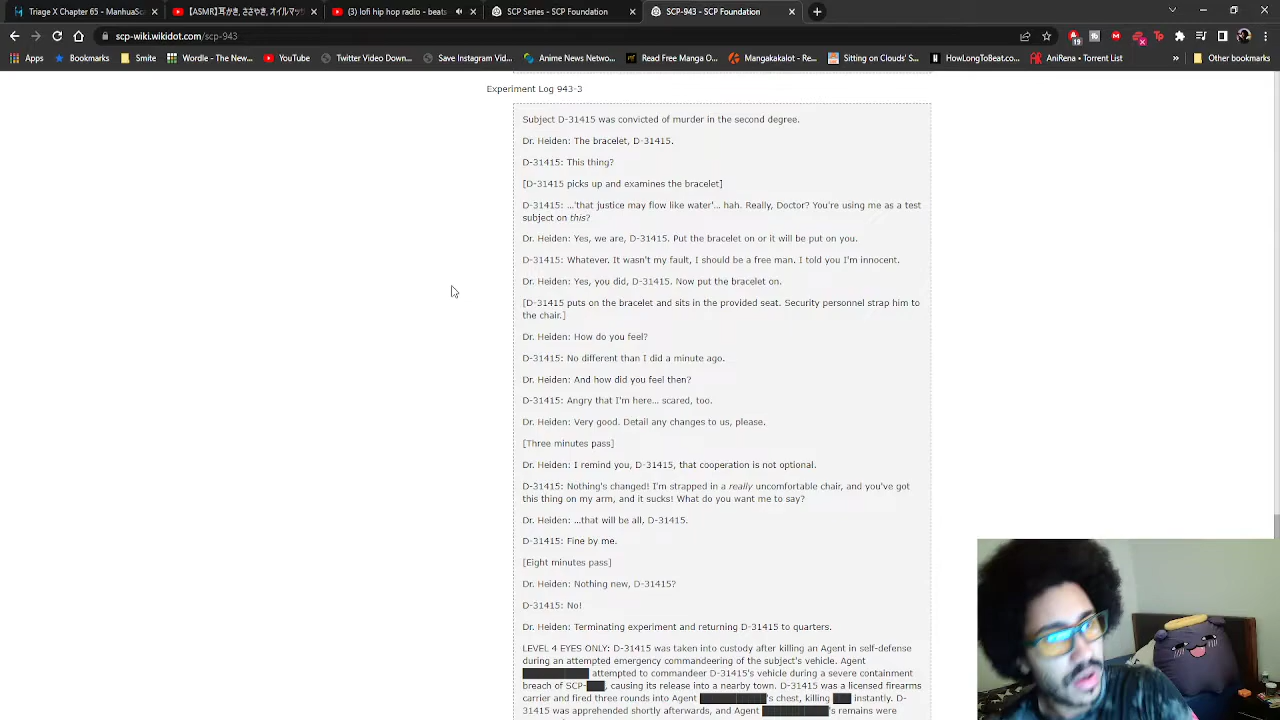 Triage X Chapter 65 - ManhuaSc
【ASMR】耳かき、ささやき、オイルマッ
(3) lofi hip hop radio - bea
SCP Series - SCP Foundation
SCP-943 - SCP Foundation
scp-wiki.wikidot.com/scp-943
Apps Bookmarks Smite Wordle - The New... YouTube Twitter Video Down... Save Instagram Vid... Anime News Netwo... Read Free Manga O... Mangakakalot - Re... Sitting on Clouds' S... HowLongToBeat.co... AniRena | Torrent List » Other bookmarks
Experiment Log 943-3
Subject D-31415 was convicted of murder in the second degree.
Dr. Heiden: The bracelet, D-31415.
D-31415: This thing?
[D-31415 picks up and examines the bracelet]
D-31415: ...'that justice may flow like water'... hah. Really, Doctor? You're using me as a test
subject on this?
Dr. Heiden: Yes, we are, D-31415. Put the bracelet on or it will be put on you.
D-31415: Whatever. It wasn't my fault, I should be a free man. I told you I'm innocent.
Dr. Heiden: Yes, you did, D-31415. Now put the bracelet on.
[D-31415 puts on the bracelet and sits in the provided seat. Security personnel strap him to
the chair.]
Dr. Heiden: How do you feel?
D-31415: No different than I did a minute ago.
Dr. Heiden: And how did you feel then?
D-31415: Angry that I'm here... scared, too.
Dr. Heiden: Very good. Detail any changes to us, please.
[Three minutes pass]
Dr. Heiden: I remind you, D-31415, that cooperation is not optional.
D-31415: Nothing's changed! I'm strapped in a really uncomfortable chair, and you've got
this thing on my arm, and it sucks! What do you want me to say?
Dr. Heiden: ...that will be all, D-31415.
D-31415: Fine by me.
[Eight minutes pass]
Dr. Heiden: Nothing new, D-31415?
D-31415: No!
Dr. Heiden: Terminating experiment and returning D-31415 to quarters.
LEVEL 4 EYES ONLY: D-31415 was taken into custody after killing an Agent in self-defense
during an attempted emergency commandeering of the subject's vehicle. Agent
██████████ attempted to commandeer D-31415's vehicle during a severe containment
breach of SCP-███, causing its release into a nearby town. D-31415 was a licensed firearms
carrier and fired two rounds into Agent ██████████'s chest, killing ███ instantly. D-
31415 was apprehended shortly afterwards, and Agent ██████████'s remains were